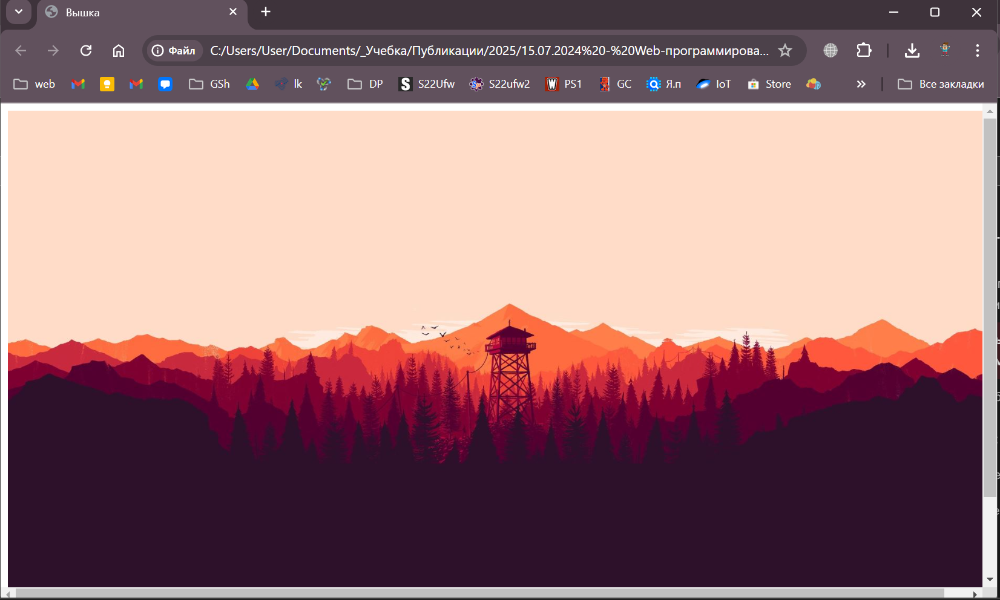 Вышка
Файл C:/Users/User/Documents/_Учебка/Публикации/2025/15.07.2024%20-%20Web-программирова...
web GSh lk DP S22Ufw S22ufw2 PS1 GC Я.п IoT Store Все закладки